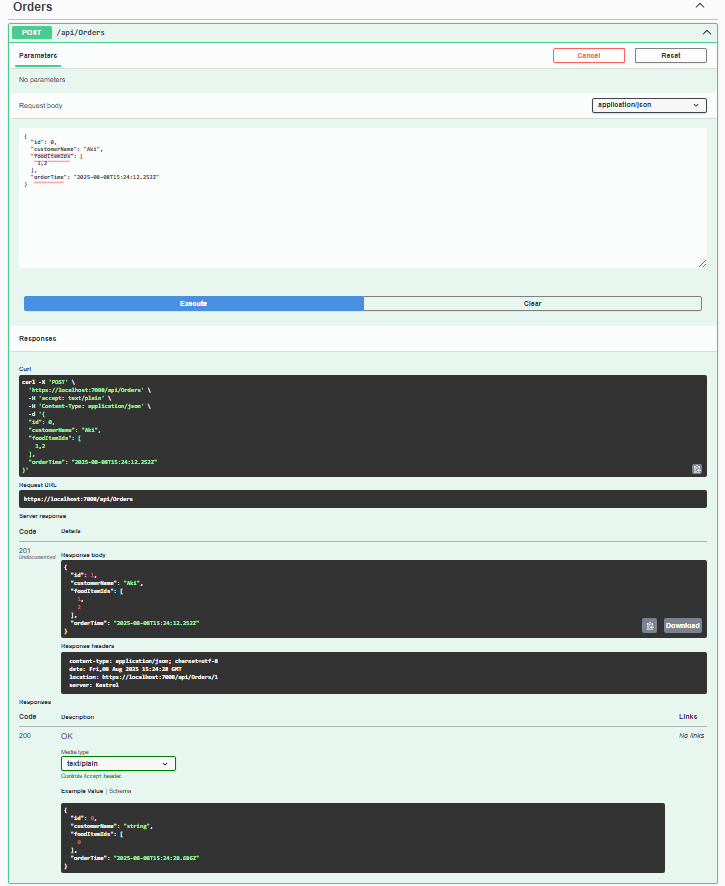 Orders
POST /api/Orders
Parameters
Cancel
Reset
No parameters
Request body
application/json
{
"id": 0,
"customerName": "Aki",
"foodItemIds": [
1,2
],
"orderTime": "2025-08-08T15:24:12.252Z"
}
Execute
Clear
Responses
Curl
curl -X 'POST' \
'https://localhost:7008/api/Orders' \
-H 'accept: text/plain' \
-H 'Content-Type: application/json' \
-d '{
"id": 0,
"customerName": "Aki",
"foodItemIds": [
1,2
],
"orderTime": "2025-08-08T15:24:12.252Z"
}'
Request URL
https://localhost:7008/api/Orders
Server response
Code Details
201
Undocumented
Response body
{
"id": 1,
"customerName": "Aki",
"foodItemIds": [
1,
2
],
"orderTime": "2025-08-08T15:24:12.252Z"
}
Download
Response headers
content-type: application/json; charset=utf-8
date: Fri,08 Aug 2025 15:24:28 GMT
location: https://localhost:7008/api/Orders/1
server: Kestrel
Responses
Code Description Links
200 OK No links
Media type
text/plain
Controls Accept header.
Example Value | Schema
{
"id": 0,
"customerName": "string",
"foodItemIds": [
0
],
"orderTime": "2025-08-08T15:24:28.686Z"
}